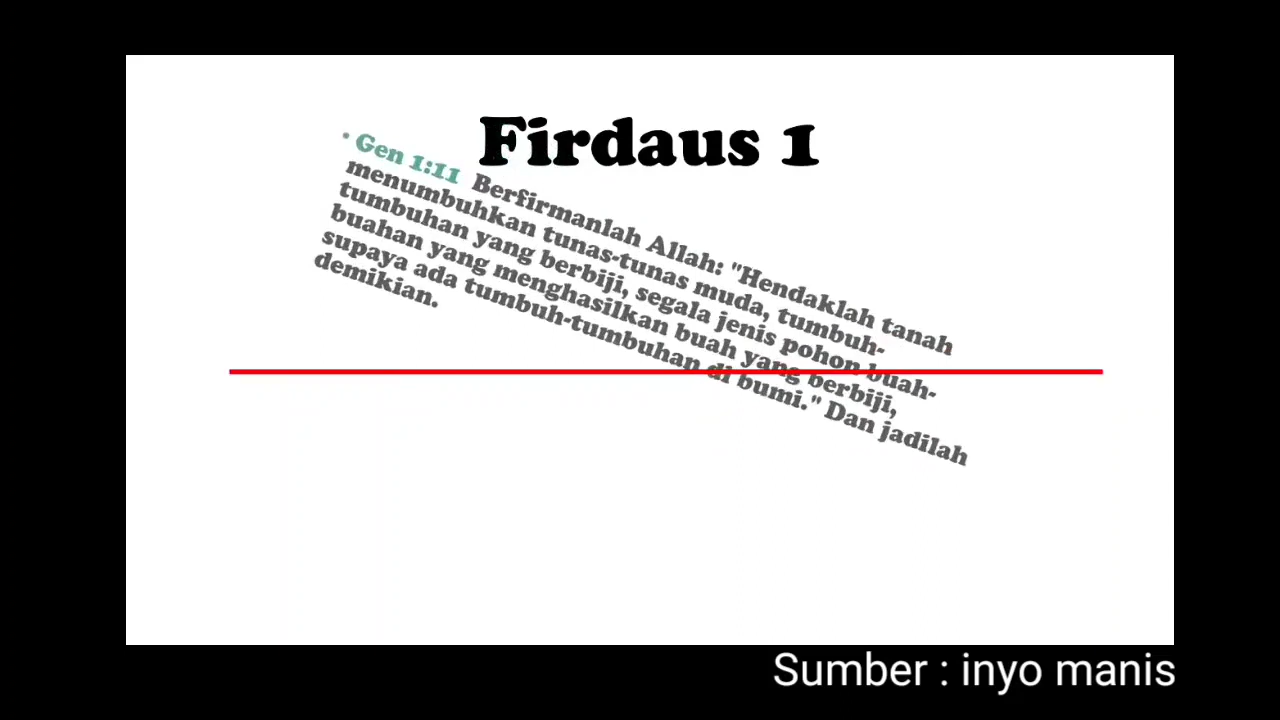 Firdaus 1
• Gen 1:11 Berfirmanlah Allah: "Hendaklah tanah
menumbuhkan tunas-tunas muda, tumbuh-
tumbuhan yang berbiji, segala jenis pohon buah-
buahan yang menghasilkan buah yang berbiji,
supaya ada tumbuh-tumbuhan di bumi." Dan jadilah
demikian.
Sumber : inyo manis